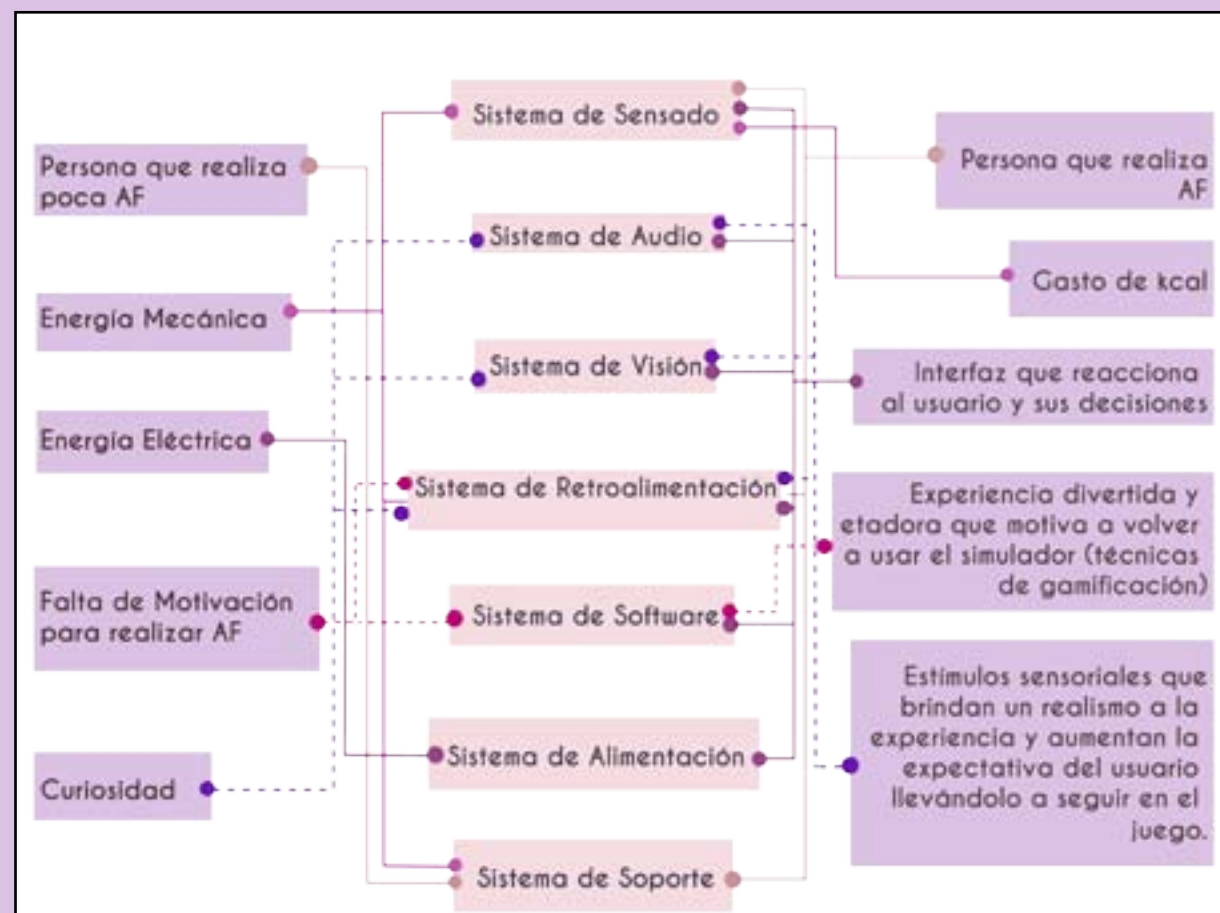 Persona que realiza
poca AF
Energía Mecánica
Energía Eléctrica
Falta de Motivación
para realizar AF
Curiosidad
Sistema de Sensado
Sistema de Audio
Sistema de Visión
Sistema de Retroalimentación
Sistema de Software
Sistema de Alimentación
Sistema de Soporte
Persona que realiza
AF
Gasto de kcal
Interfaz que reacciona
al usuario y sus decisiones
Experiencia divertida y
etadora que motiva a volver
a usar el simulador (técnicas
de gamificación)
Estímulos sensoriales que
brindan un realismo a la
experiencia y aumentan la
expectativa del usuario
llevándolo a seguir en el
juego.